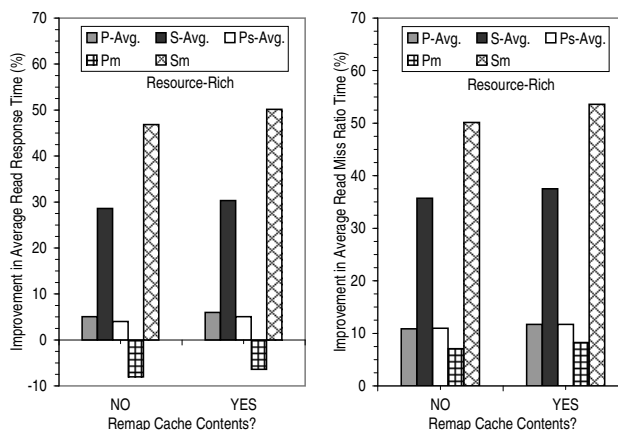 70
60
50
40
30
20
10
0
-10
Improvement in Average Read Response Time (%)
P-Avg. S-Avg. Ps-Avg.
Pm Sm
Resource-Rich
NO YES
Remap Cache Contents?
70
60
50
40
30
20
10
0
Improvement in Average Read Miss Ratio Time (%)
P-Avg. S-Avg. Ps-Avg.
Pm Sm
Resource-Rich
NO YES
Remap Cache Contents?